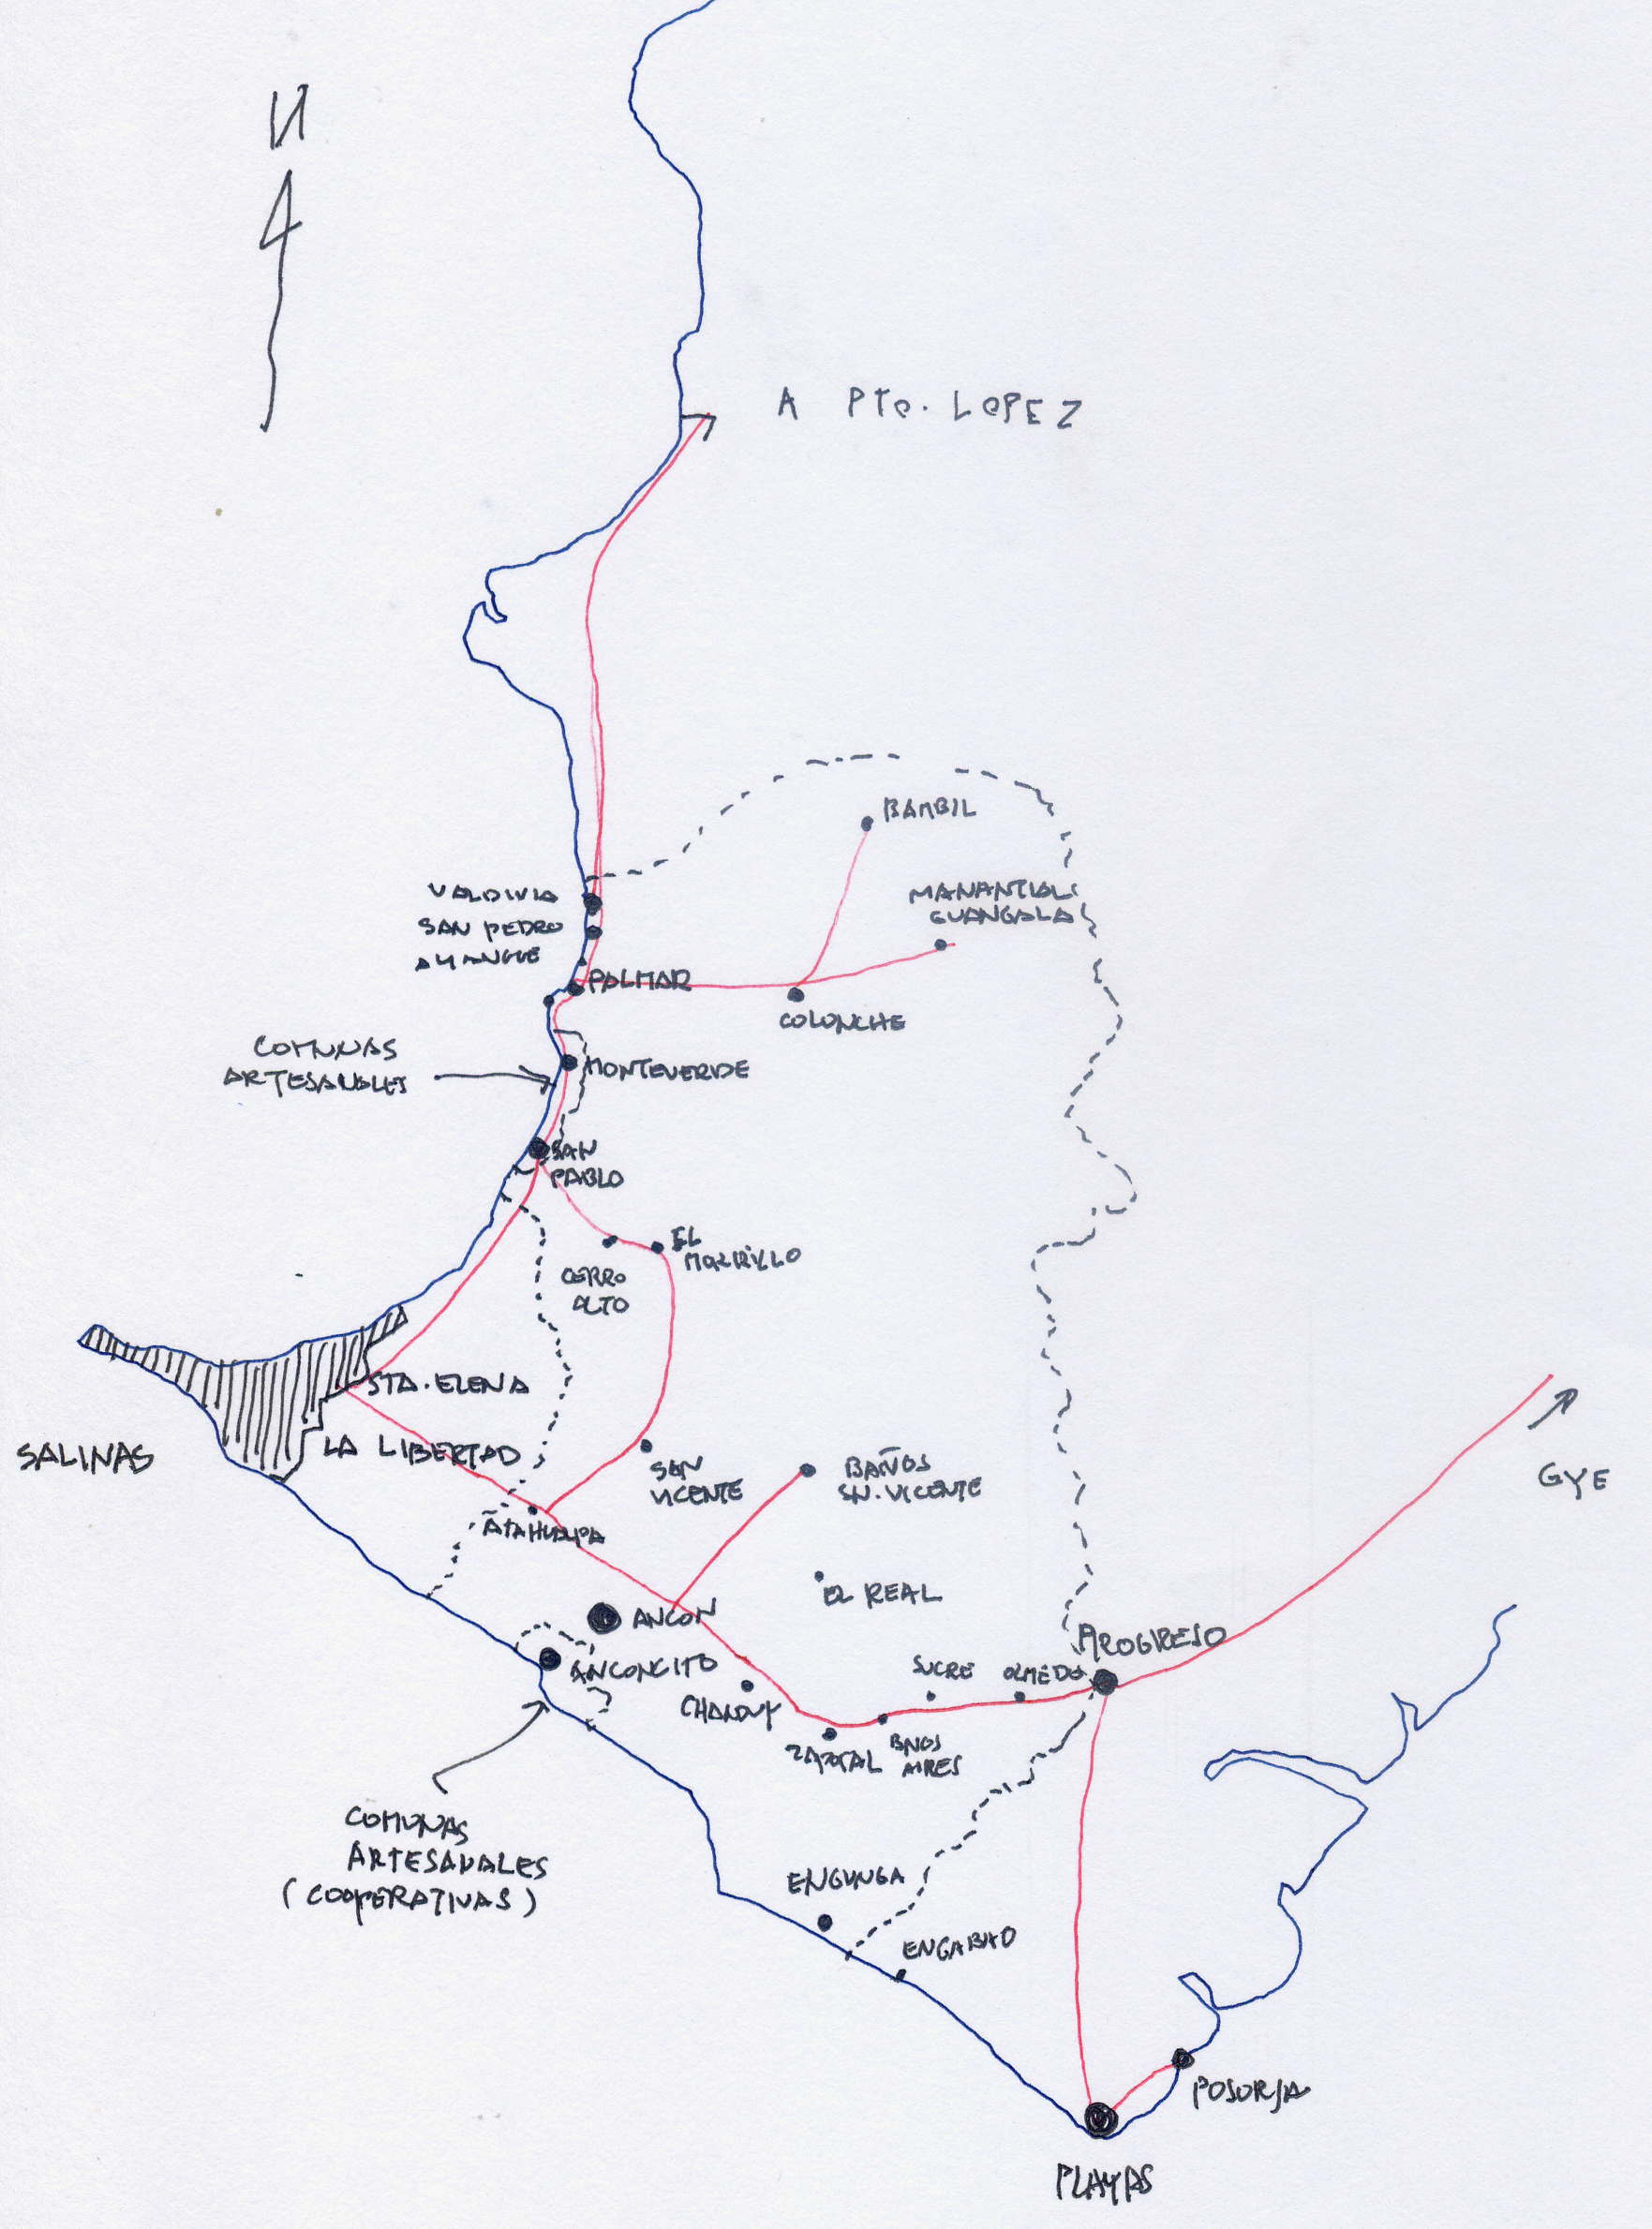 N
A PTO. LOPEZ
BAMBIL
MANANTIAL
GUANGALA
VALDIVIA
SAN PEDRO
AYANGUE
PALMAR
COLONCHE
COMUNAS
ARTESANALES
MONTEVERDE
SAN
PABLO
EL
MORRILLO
CERRO
ALTO
STA. ELENA
LA LIBERTAD
SALINAS
SAN
VICENTE
BAÑOS
SN. VICENTE
GYE
ATAHUALPA
EL REAL
ANCON
PROGRESO
ANCONCITO
SUCRE
OLMEDO
CHANDUY
ZAPOTAL
BNOS
AIRES
COMUNAS
ARTESANALES
(COOPERATIVAS)
ENGUNGA
ENGABAO
POSORJA
PLAYAS